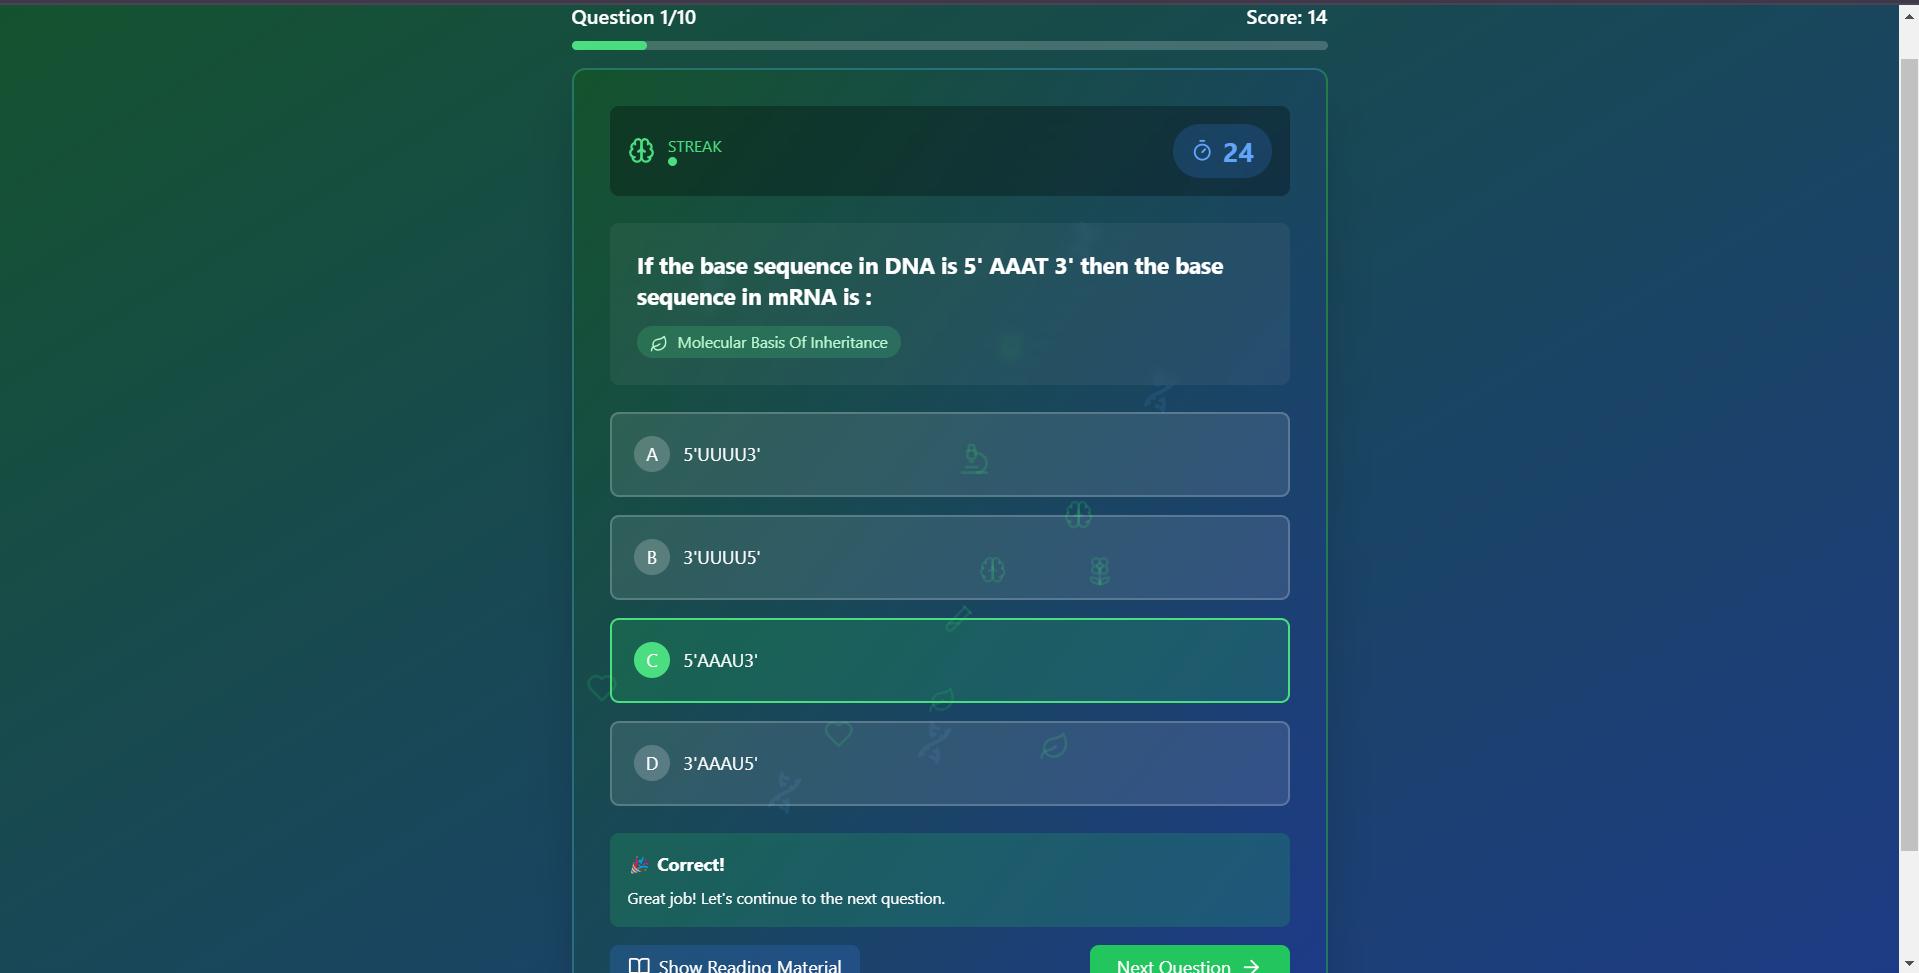 Question 1/10
Score: 14
STREAK
24
If the base sequence in DNA is 5' AAAT 3' then the base
sequence in mRNA is :
Molecular Basis Of Inheritance
A 5'UUUU3'
B 3'UUUU5'
C 5'AAAU3'
D 3'AAAU5'
🎉 Correct!
Great job! Let's continue to the next question.
Show Reading Material
Next Question →